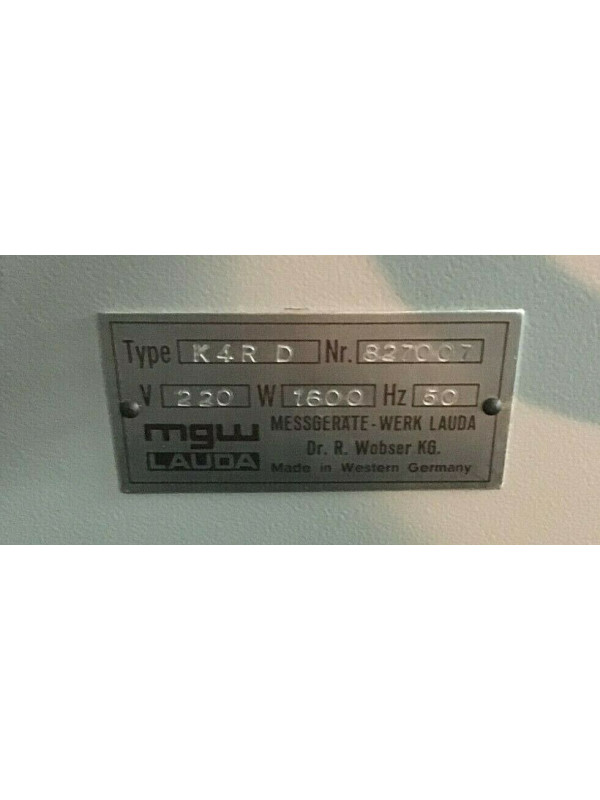 Type K4R D Nr. 827007
V 220 W 1600 Hz 50
mgw MESSGERÄTE-WERK LAUDA
Dr. R. Wobser KG.
LAUDA Made in Western Germany